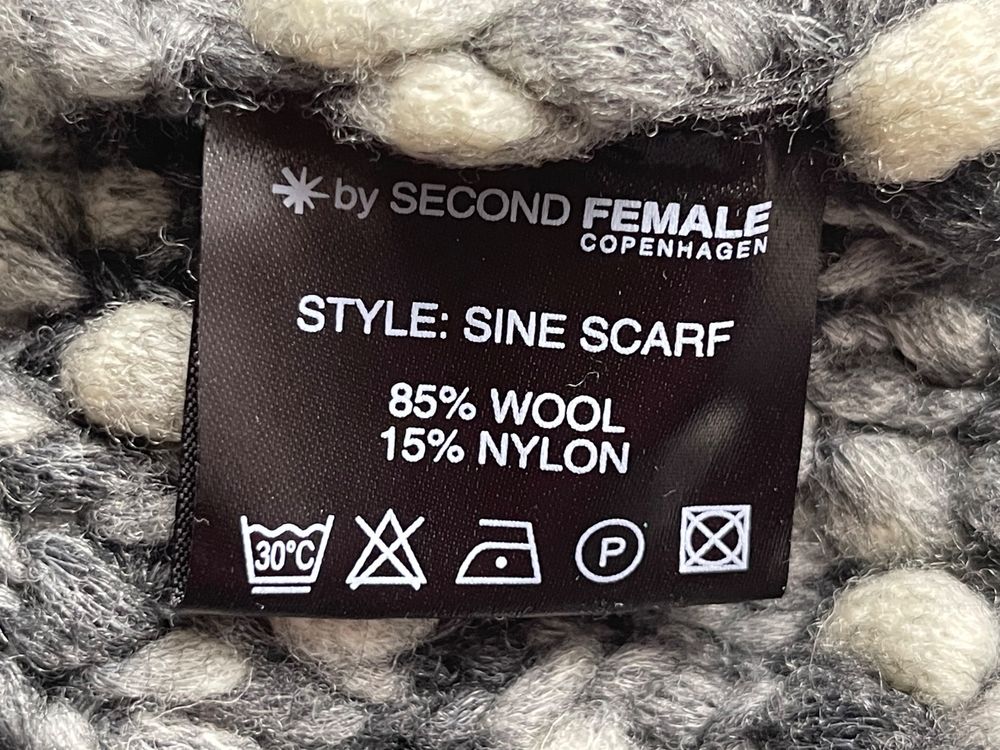 by SECOND FEMALE
COPENHAGEN
STYLE: SINE SCARF
85% WOOL
15% NYLON
30°C P